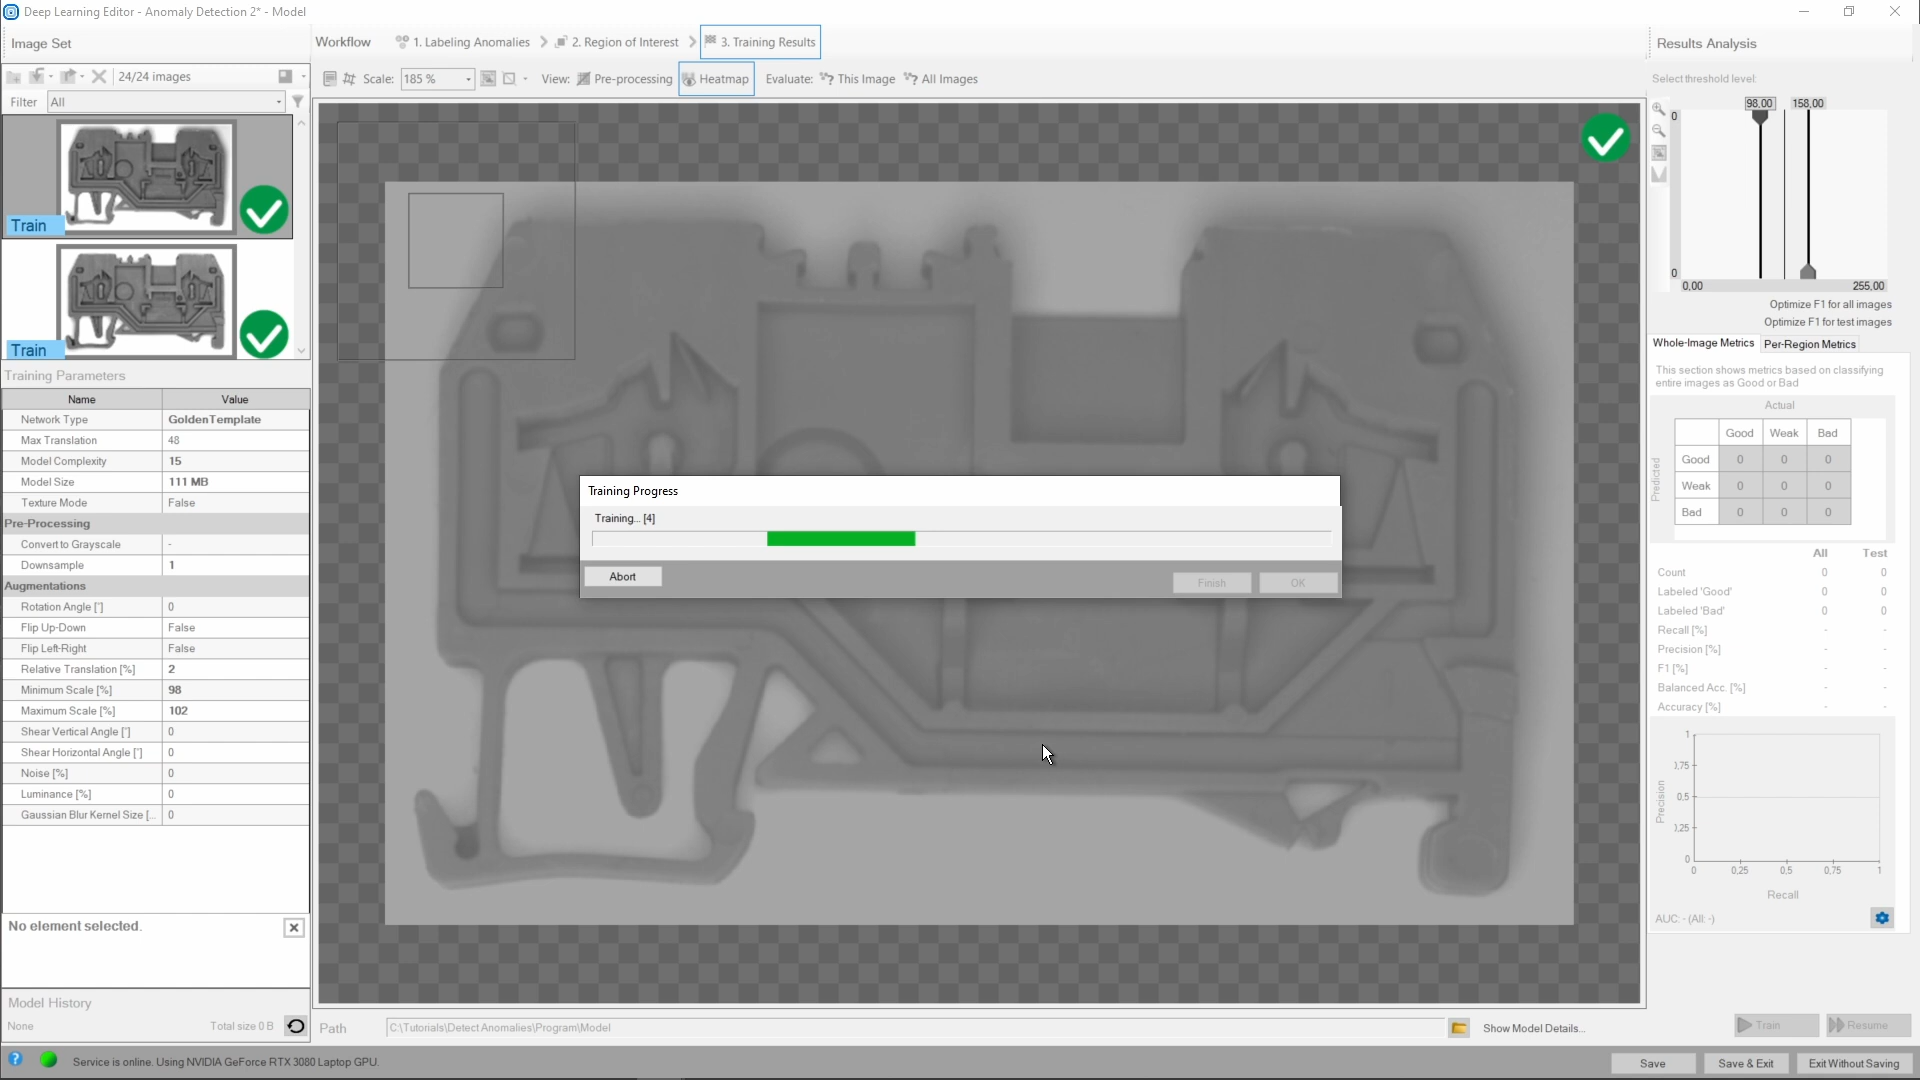 Deep Learning Editor - Anomaly Detection 2* - Model
Image Set
Workflow
1. Labeling Anomalies
2. Region of Interest
3. Training Results
Results Analysis
24/24 images
Scale:
185 %
View:
Pre-processing
Heatmap
Evaluate:
This Image
All Images
Select threshold level:
Filter
All
98,00
158,00
0
0
0,00
255,00
Train
Train
Optimize F1 for all images
Optimize F1 for test images
Whole-Image Metrics
Per-Region Metrics
This section shows metrics based on classifying
entire images as Good or Bad
Actual
Good Weak Bad
Predicted
Good 0 0 0
Weak 0 0 0
Bad 0 0 0
All Test
Count 0 0
Labeled 'Good' 0 0
Labeled 'Bad' 0 0
Recall [%] - -
Precision [%] - -
F1 [%] - -
Balanced Acc. [%] - -
Accuracy [%] - -
Training Parameters
Name Value
Network Type GoldenTemplate
Max Translation 48
Model Complexity 15
Model Size 111 MB
Texture Mode False
Pre-Processing
Convert to Grayscale -
Downsample 1
Augmentations
Rotation Angle [°] 0
Flip Up-Down False
Flip Left-Right False
Relative Translation [%] 2
Minimum Scale [%] 98
Maximum Scale [%] 102
Shear Vertical Angle [°] 0
Shear Horizontal Angle [°] 0
Noise [%] 0
Luminance [%] 0
Gaussian Blur Kernel Size [... 0
Training Progress
Training... [4]
Abort
Finish
OK
Precision
1
),75
0,5
),25
0
0 0,25 0,5 0,75 1
Recall
AUC: - (All: -)
No element selected.
Model History
None
Total size 0 B
Path
C:\Tutorials\Detect Anomalies\Program\Model
Show Model Details...
Train
Resume
Service is online. Using NVIDIA GeForce RTX 3080 Laptop GPU.
Save
Save & Exit
Exit Without Saving